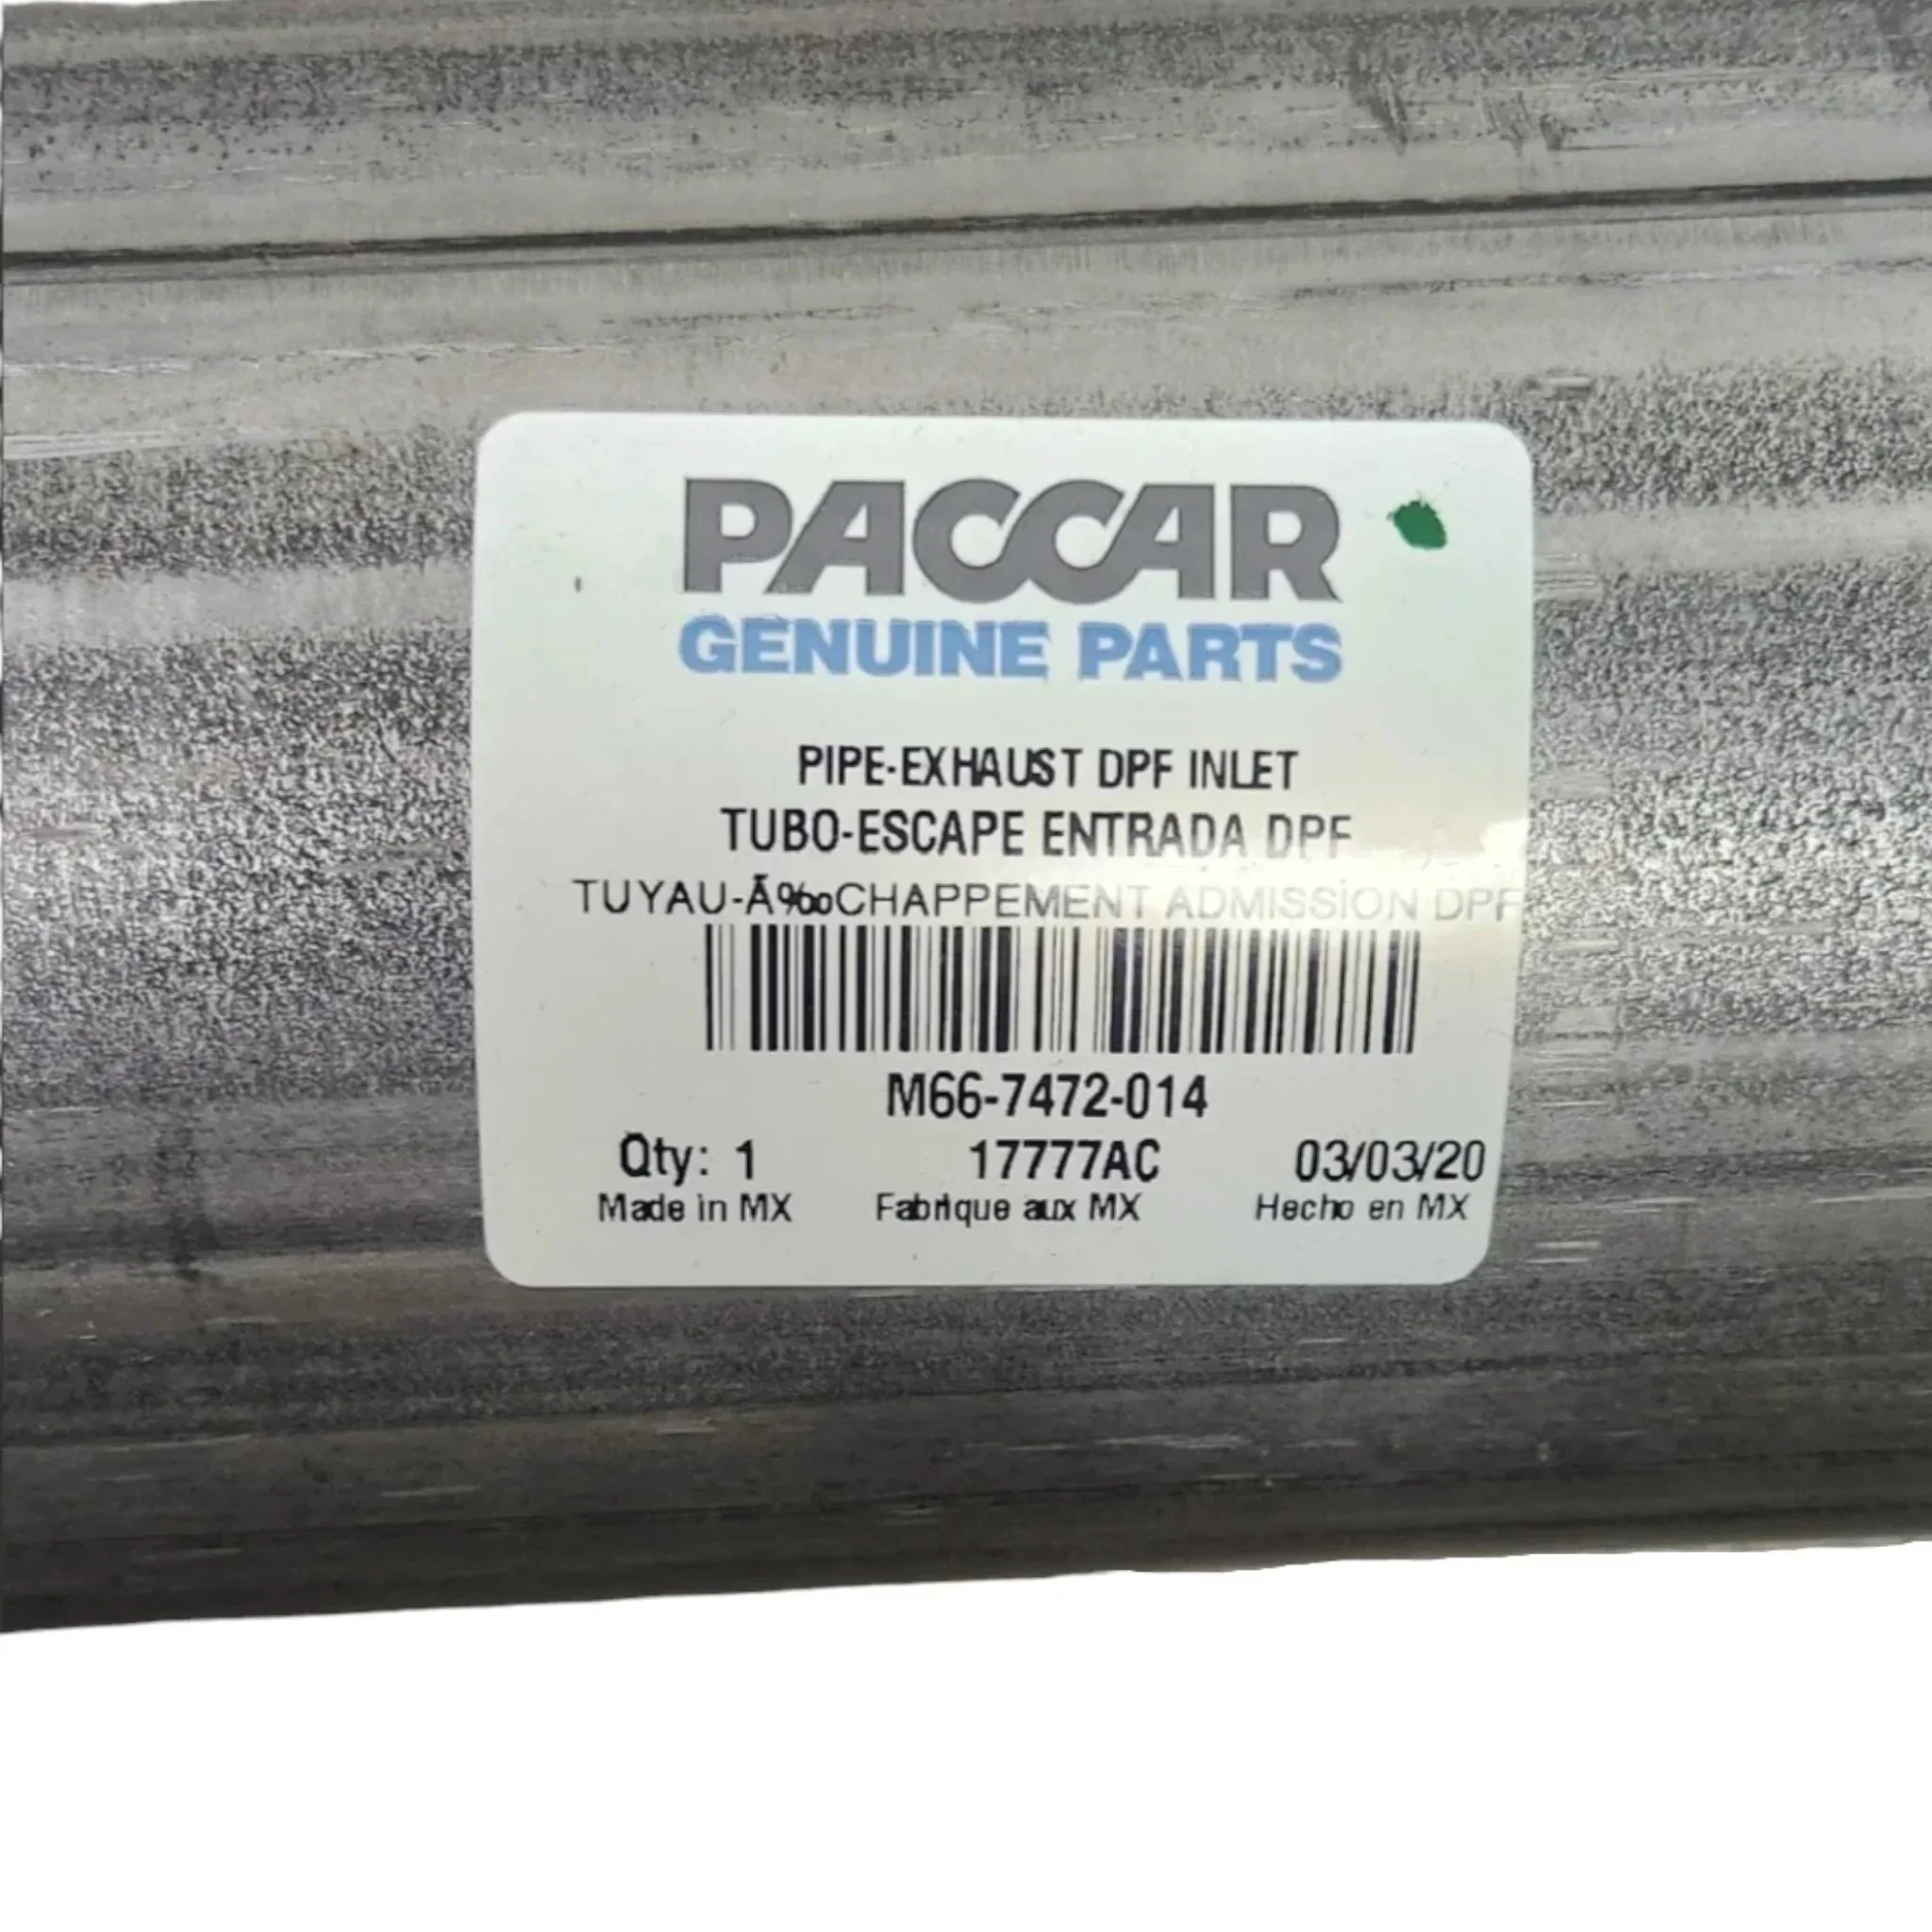 PACCAR
GENUINE PARTS
PIPE-EXHAUST DPF INLET
TUBO-ESCAPE ENTRADA DPF
TUYAU-Ã‰CHAPPEMENT ADMISSION DPF
M66-7472-014
Qty: 1 17777AC 03/03/20
Made in MX Fabrique aux MX Hecho en MX